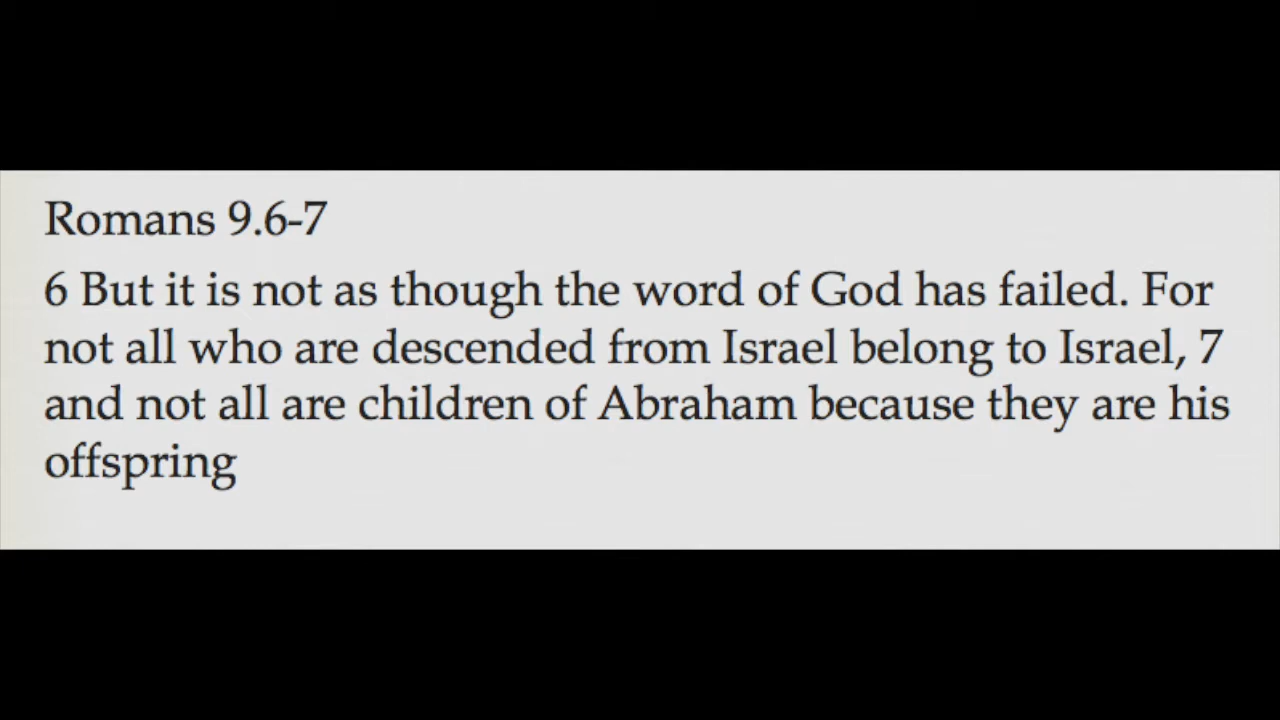 Romans 9.6-7
6 But it is not as though the word of God has failed. For
not all who are descended from Israel belong to Israel, 7
and not all are children of Abraham because they are his
offspring